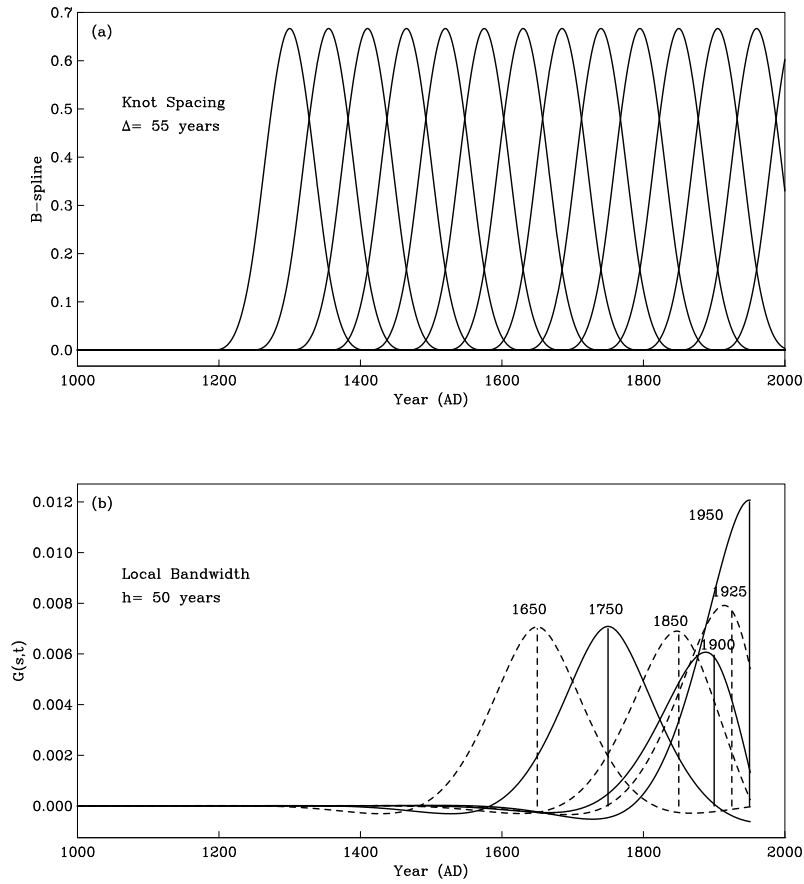 0.7
(a)
0.6
Knot Spacing
Δ= 55 years
0.5
0.4
B-spline
0.3
0.2
0.1
0.0
1000 1200 1400 1600 1800 2000
Year (AD)
(b)
0.012
1950
0.010
Local Bandwidth
h= 50 years
0.008
1650 1750 1850 1925
0.006
1900
G(s,t)
0.004
0.002
0.000
1000 1200 1400 1600 1800 2000
Year (AD)